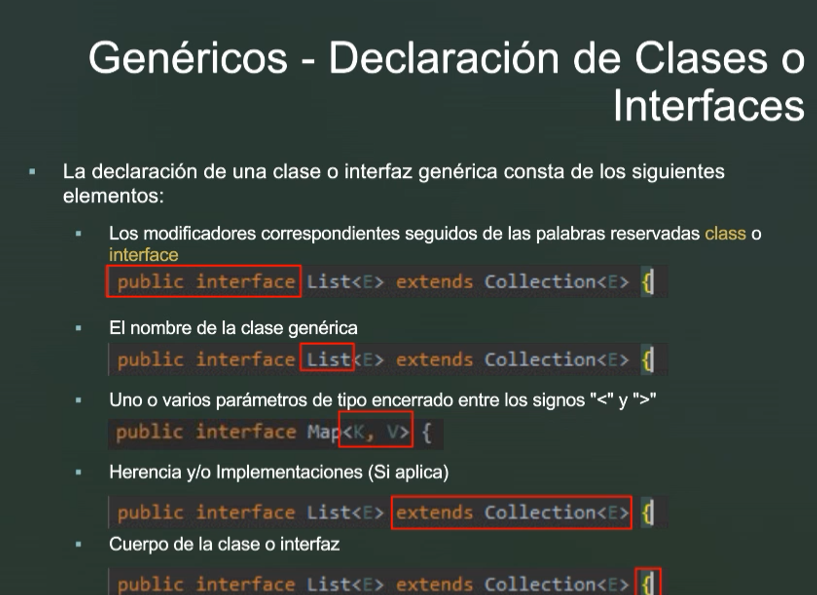 Genéricos - Declaración de Clases o
Interfaces
La declaración de una clase o interfaz genérica consta de los siguientes
elementos:
Los modificadores correspondientes seguidos de las palabras reservadas class o
interface
public interface List<E> extends Collection<E> {
El nombre de la clase genérica
public interface List<E> extends Collection<E> {
Uno o varios parámetros de tipo encerrado entre los signos "<" y ">"
public interface Map<K, V> {
Herencia y/o Implementaciones (Si aplica)
public interface List<E> extends Collection<E> {
Cuerpo de la clase o interfaz
public interface List<E> extends Collection<E> {